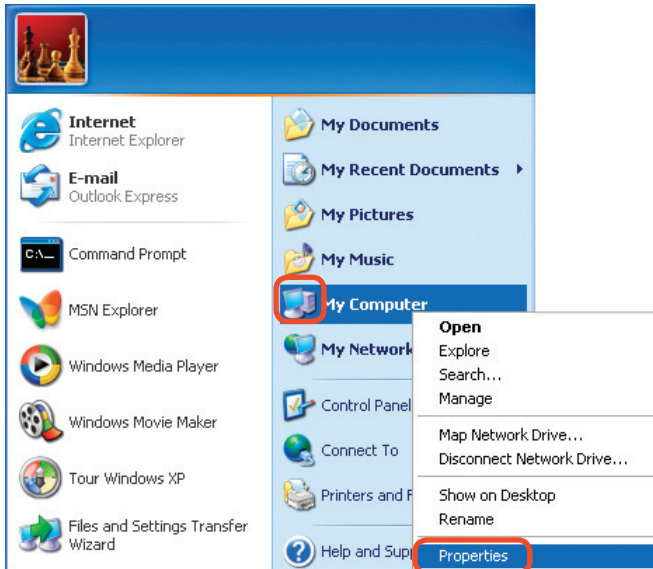 Internet
Internet Explorer
E-mail
Outlook Express
C:\_
Command Prompt
MSN Explorer
Windows Media Player
Windows Movie Maker
Tour Windows XP
Files and Settings Transfer
Wizard
My Documents
My Recent Documents
My Pictures
My Music
My Computer
My Network
Control Panel
Connect To
Printers and F
Help and Supp
Open
Explore
Search...
Manage
Map Network Drive...
Disconnect Network Drive...
Show on Desktop
Rename
Properties